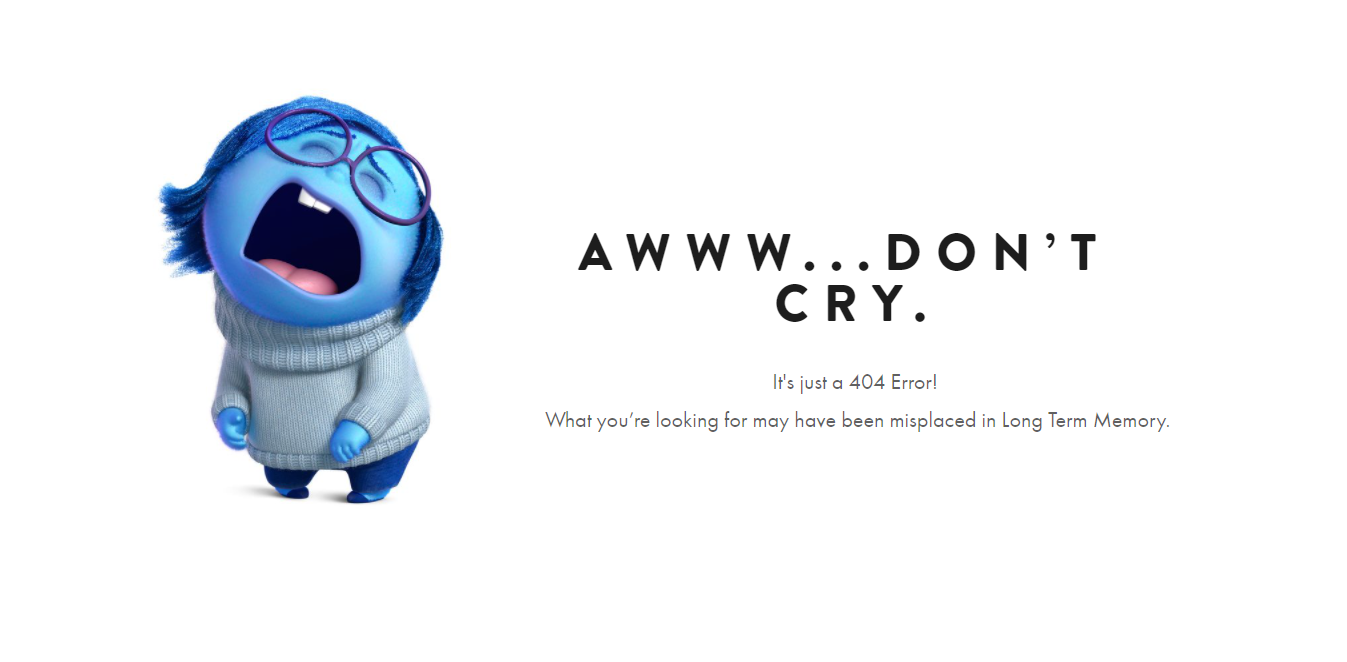 AWWW...DON’T
CRY.
It's just a 404 Error!
What you’re looking for may have been misplaced in Long Term Memory.